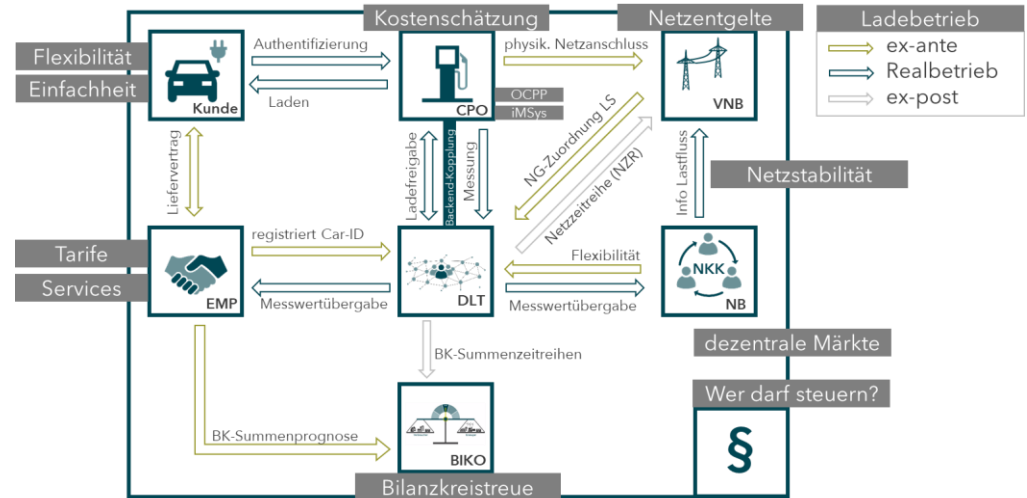 Kostenschätzung
Netzentgelte
Ladebetrieb
ex-ante
Realbetrieb
ex-post
Flexibilität
Einfachheit
Kunde
Authentifizierung
Laden
CPO
OCPP
iMSys
physik. Netzanschluss
VNB
Liefervertrag
Ladefreigabe
Backend-Kopplung
Messung
NG-Zuordnung LS
Netzzeitreihe (NZR)
Info Lastfluss
Netzstabilität
Tarife
Services
EMP
registriert Car-ID
Messwertübergabe
DLT
Flexibilität
Messwertübergabe
NKK
NB
BK-Summenzeitreihen
dezentrale Märkte
Wer darf steuern?
§
BK-Summenprognose
BIKO
Bilanzkreistreue